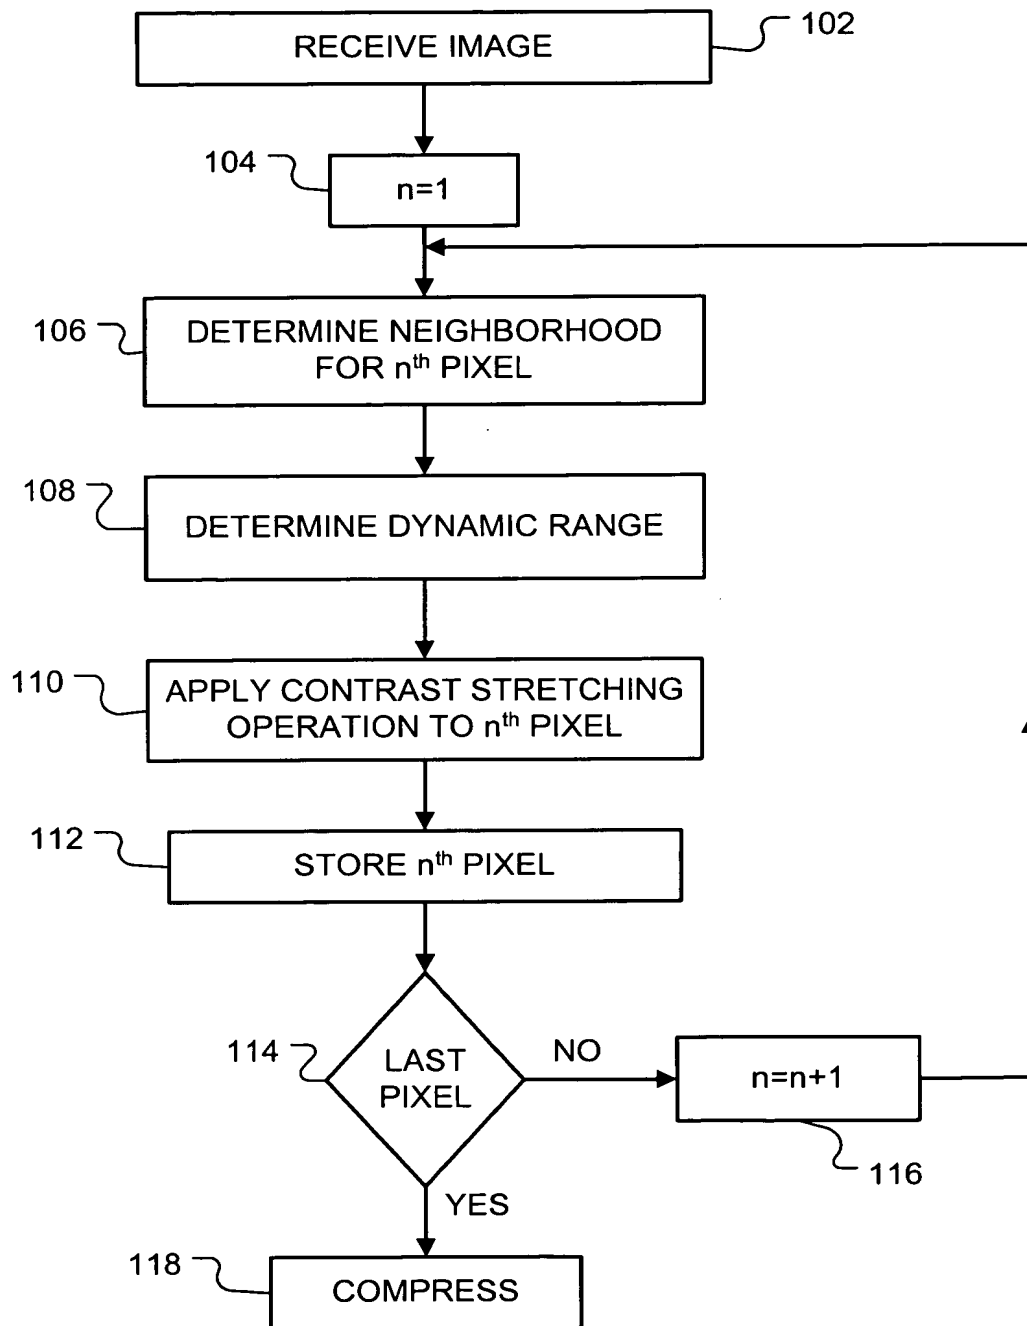 RECEIVE IMAGE
102
104
n=1
106
DETERMINE NEIGHBORHOOD
FOR nth PIXEL
108
DETERMINE DYNAMIC RANGE
110
APPLY CONTRAST STRETCHING
OPERATION TO nth PIXEL
112
STORE nth PIXEL
114
LAST
PIXEL
NO
n=n+1
116
YES
118
COMPRESS